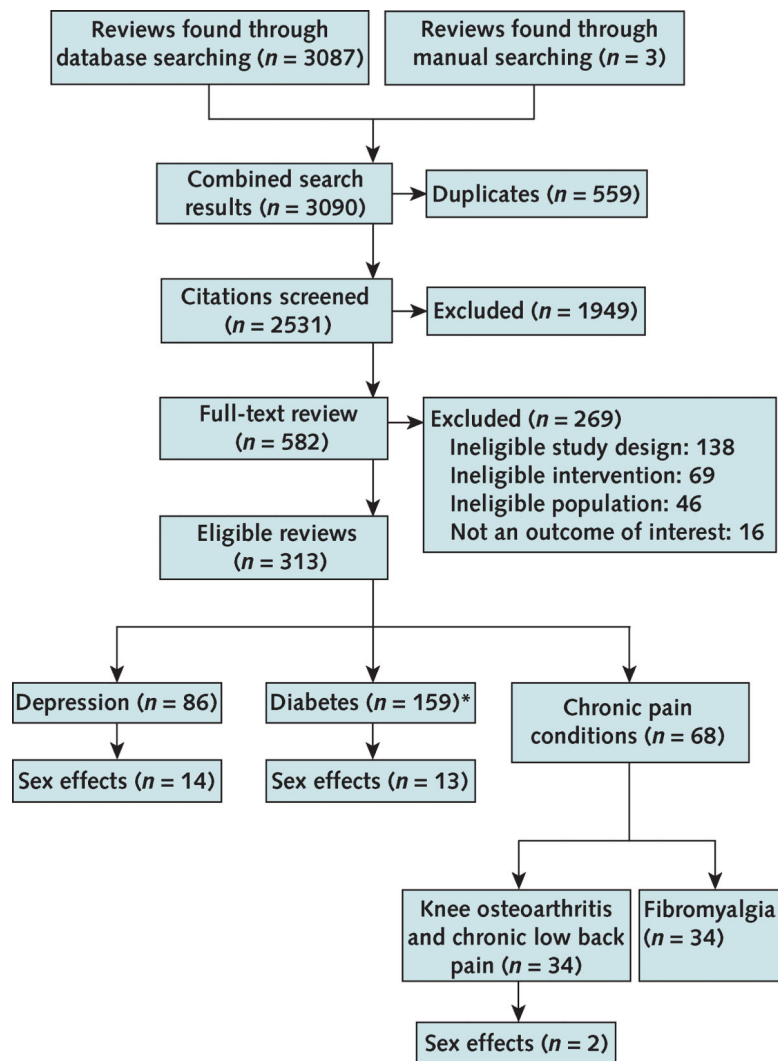 Reviews found through
database searching (n = 3087)
Reviews found through
manual searching (n = 3)
Combined search
results (n = 3090)
Duplicates (n = 559)
Citations screened
(n = 2531)
Excluded (n = 1949)
Full-text review
(n = 582)
Excluded (n = 269)
Ineligible study design: 138
Ineligible intervention: 69
Ineligible population: 46
Not an outcome of interest: 16
Eligible reviews
(n = 313)
Depression (n = 86)
Diabetes (n = 159)*
Chronic pain
conditions (n = 68)
Sex effects (n = 14)
Sex effects (n = 13)
Knee osteoarthritis
and chronic low back
pain (n = 34)
Fibromyalgia
(n = 34)
Sex effects (n = 2)